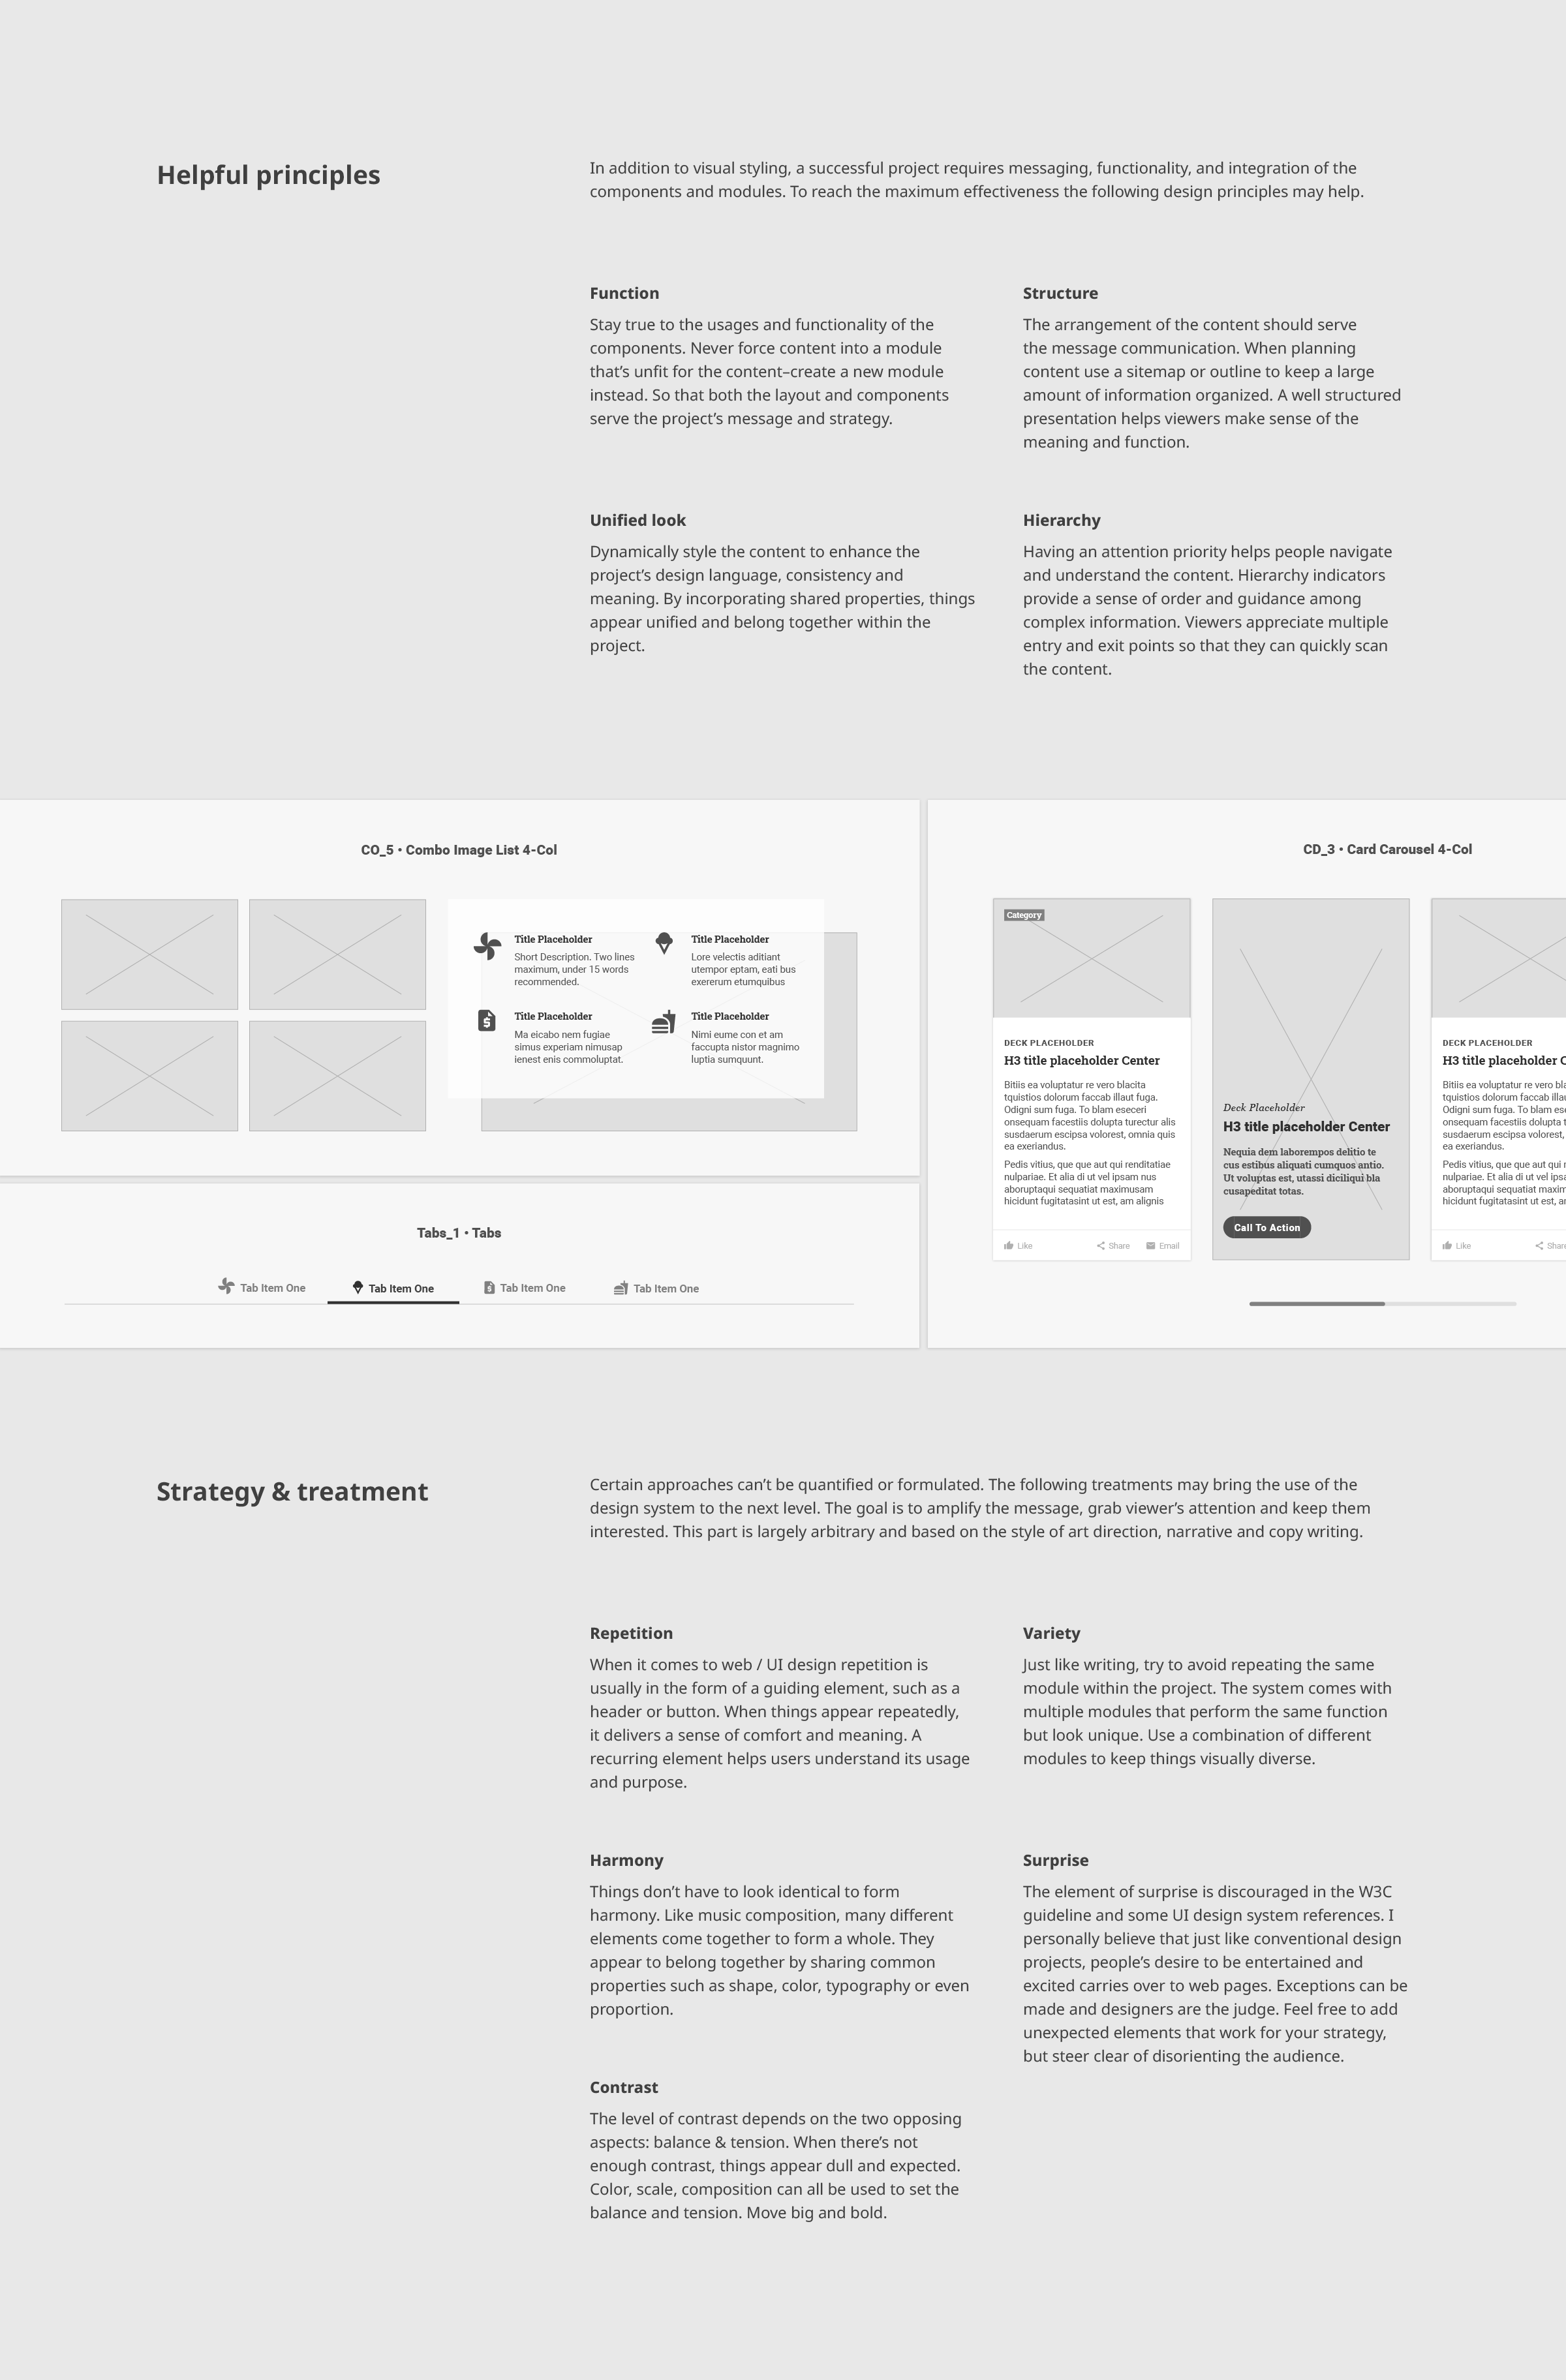 Helpful principles
In addition to visual styling, a successful project requires messaging, functionality, and integration of the
components and modules. To reach the maximum effectiveness the following design principles may help.
Function
Stay true to the usages and functionality of the
components. Never force content into a module
that’s unfit for the content–create a new module
instead. So that both the layout and components
serve the project’s message and strategy.
Structure
The arrangement of the content should serve
the message communication. When planning
content use a sitemap or outline to keep a large
amount of information organized. A well structured
presentation helps viewers make sense of the
meaning and function.
Unified look
Dynamically style the content to enhance the
project’s design language, consistency and
meaning. By incorporating shared properties, things
appear unified and belong together within the
project.
Hierarchy
Having an attention priority helps people navigate
and understand the content. Hierarchy indicators
provide a sense of order and guidance among
complex information. Viewers appreciate multiple
entry and exit points so that they can quickly scan
the content.
CO_5 • Combo Image List 4-Col
Title Placeholder
Short Description. Two lines
maximum, under 15 words
recommended.
Title Placeholder
Lore velectis aditiant
utempor eptam, eati bus
exererum etumquibus
Title Placeholder
Ma eicabo nem fugiae
simus experiam nimusap
ienest enis commoluptat.
Title Placeholder
Nimi eume con et am
faccupta nistor magnimo
luptia sumquunt.
Tabs_1 • Tabs
Tab Item One
Tab Item One
Tab Item One
Tab Item One
CD_3 • Card Carousel 4-Col
Category
DECK PLACEHOLDER
H3 title placeholder Center
Bitiis ea voluptatur re vero blacita
tquistios dolorum faccab illaut fuga.
Odigni sum fuga. To blam eseceri
onsequam facestiis dolupta turectur alis
susdaerum escipsa volorest, omnia quis
ea exeriandus.
Pedis vitius, que que aut qui renditatiae
nulpariae. Et alia di ut vel ipsam nus
aboruptaqui sequatiat maximusam
hicidunt fugitatasint ut est, am alignis
Like
Share
Email
Deck Placeholder
H3 title placeholder Center
Nequia dem laborempos delitio te
cus estibus aliquati cumquos antio.
Ut voluptas est, utassi diciliqui bla
cusapeditat totas.
Call To Action
DECK PLACEHOLDER
H3 title placeholder
Bitiis ea voluptatur re vero
tquistios dolorum faccab
Odigni sum fuga. To blam
onsequam facestiis dolupta
susdaerum escipsa volorest,
ea exeriandus.
Pedis vitius, que que aut qui
nulpariae. Et alia di ut vel
aboruptaqui sequatiat
hicidunt fugitatasint ut est,
Like
Share
Strategy & treatment
Certain approaches can’t be quantified or formulated. The following treatments may bring the use of the
design system to the next level. The goal is to amplify the message, grab viewer’s attention and keep them
interested. This part is largely arbitrary and based on the style of art direction, narrative and copy writing.
Repetition
When it comes to web / UI design repetition is
usually in the form of a guiding element, such as a
header or button. When things appear repeatedly,
it delivers a sense of comfort and meaning. A
recurring element helps users understand its usage
and purpose.
Variety
Just like writing, try to avoid repeating the same
module within the project. The system comes with
multiple modules that perform the same function
but look unique. Use a combination of different
modules to keep things visually diverse.
Harmony
Things don’t have to look identical to form
harmony. Like music composition, many different
elements come together to form a whole. They
appear to belong together by sharing common
properties such as shape, color, typography or even
proportion.
Surprise
The element of surprise is discouraged in the W3C
guideline and some UI design system references. I
personally believe that just like conventional design
projects, people’s desire to be entertained and
excited carries over to web pages. Exceptions can be
made and designers are the judge. Feel free to add
unexpected elements that work for your strategy,
but steer clear of disorienting the audience.
Contrast
The level of contrast depends on the two opposing
aspects: balance & tension. When there’s not
enough contrast, things appear dull and expected.
Color, scale, composition can all be used to set the
balance and tension. Move big and bold.